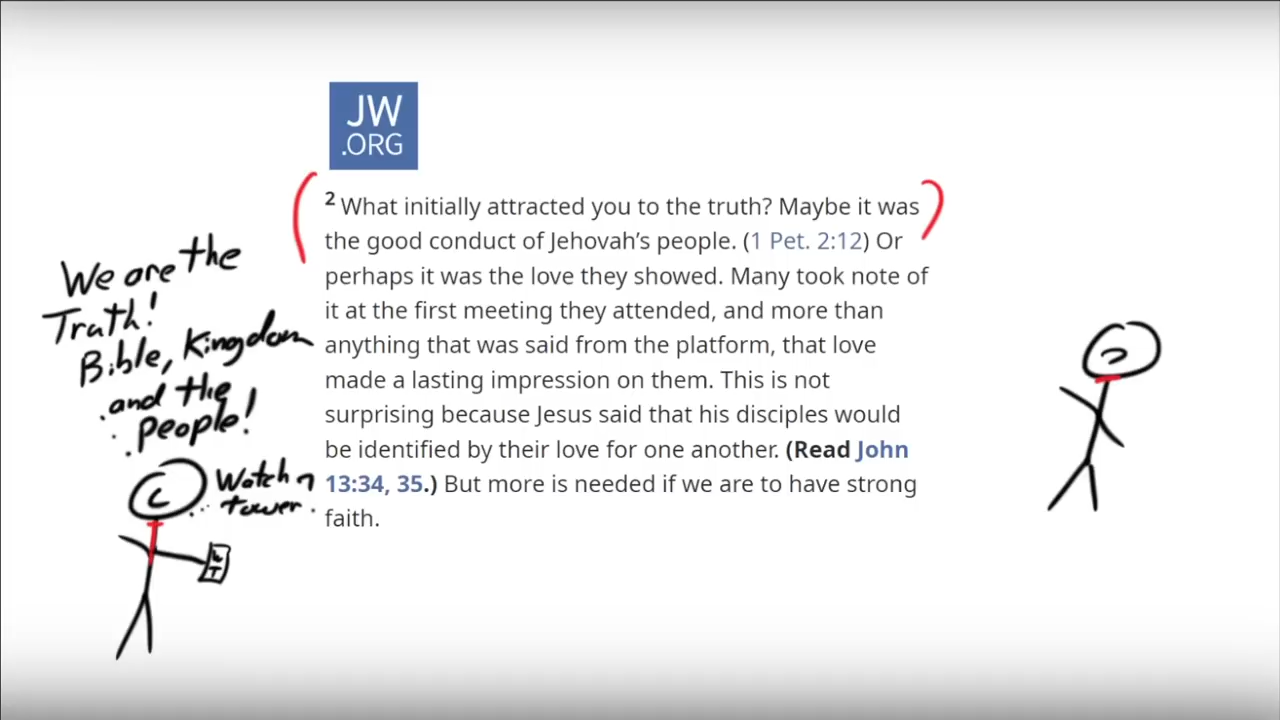 JW
.ORG
2 What initially attracted you to the truth? Maybe it was
the good conduct of Jehovah's people. (1 Pet. 2:12) Or
perhaps it was the love they showed. Many took note of
it at the first meeting they attended, and more than
anything that was said from the platform, that love
made a lasting impression on them. This is not
surprising because Jesus said that his disciples would
be identified by their love for one another. (Read John
13:34, 35.) But more is needed if we are to have strong
faith.
We are the
Truth!
Bible, Kingdom
and the
People!
Watch
tower